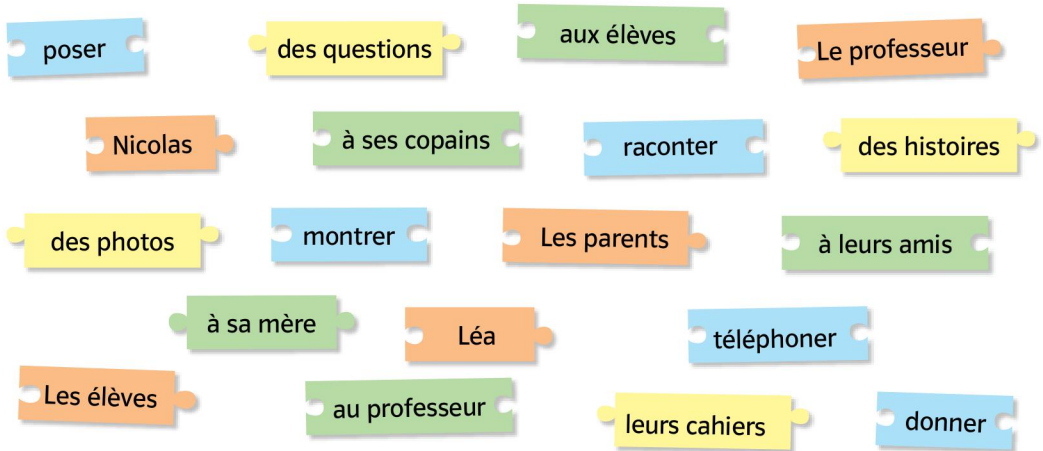 poser
des questions
aux élèves
Le professeur
Nicolas
à ses copains
raconter
des histoires
des photos
montrer
Les parents
à leurs amis
à sa mère
Léa
téléphoner
Les élèves
au professeur
leurs cahiers
donner